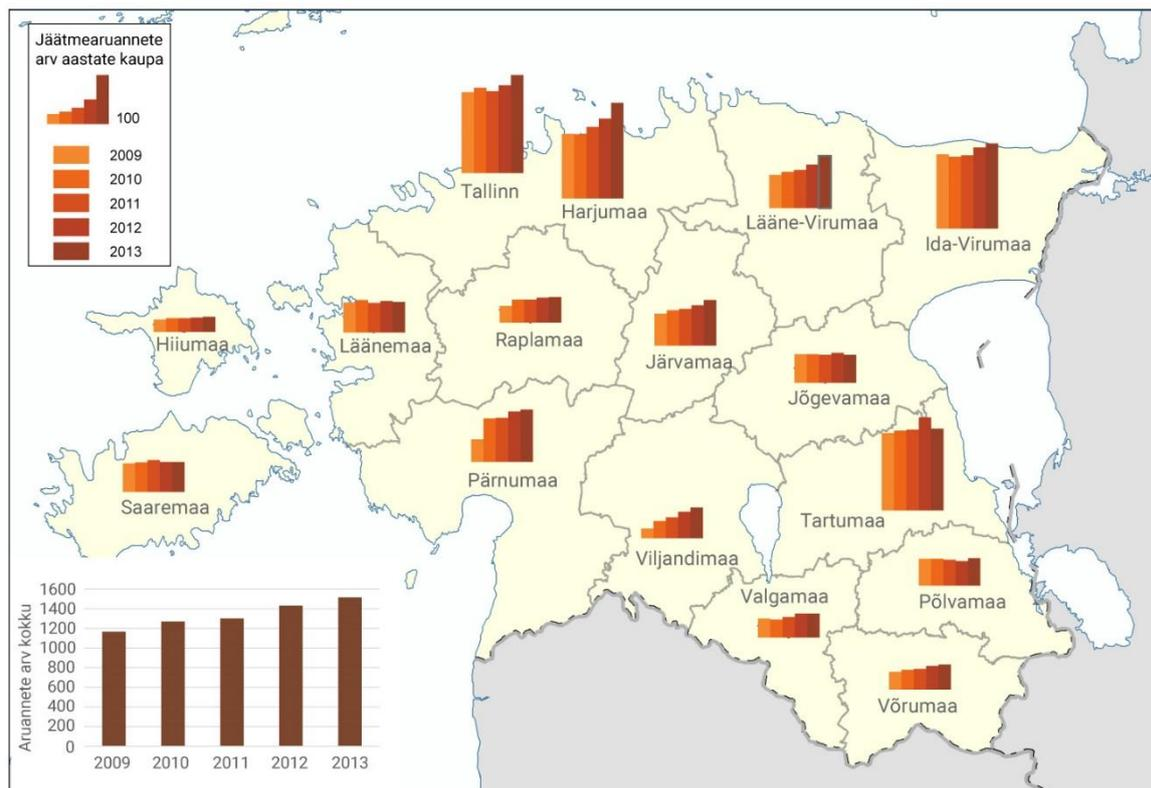 Jäätmearuannete
arv aastate kaupa
100
2009
2010
2011
2012
2013
Tallinn
Harjumaa
Lääne-Virumaa
Ida-Virumaa
Hiiumaa
Läänemaa
Raplamaa
Järvamaa
Jõgevamaa
Saaremaa
Pärnumaa
Viljandimaa
Tartumaa
Valgamaa
Põlvamaa
Võrumaa
Aruannete arv kokku
1600
1400
1200
1000
800
600
400
200
0
2009 2010 2011 2012 2013